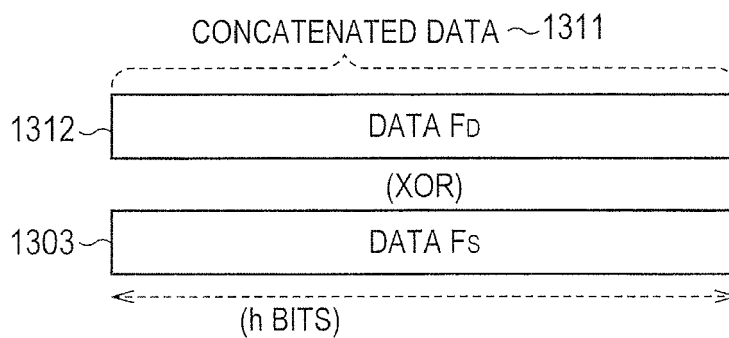 CONCATENATED DATA ~1311
1312 DATA FD
(XOR)
1303 DATA FS
(h BITS)